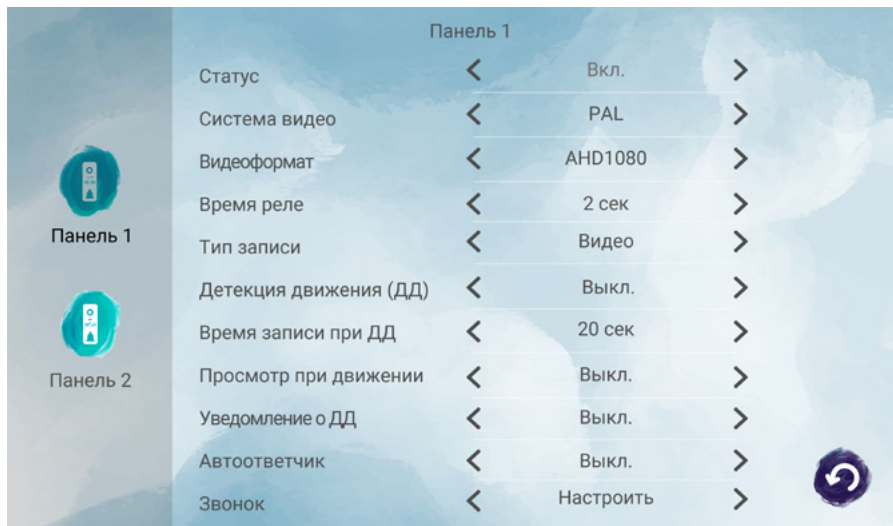 Панель 1
Статус Вкл.
Система видео PAL
Видеоформат AHD1080
Время реле 2 сек
Панель 1
Тип записи Видео
Детекция движения (ДД) Выкл.
Время записи при ДД 20 сек
Панель 2
Просмотр при движении Выкл.
Уведомление о ДД Выкл.
Автоответчик Выкл.
Звонок Настроить